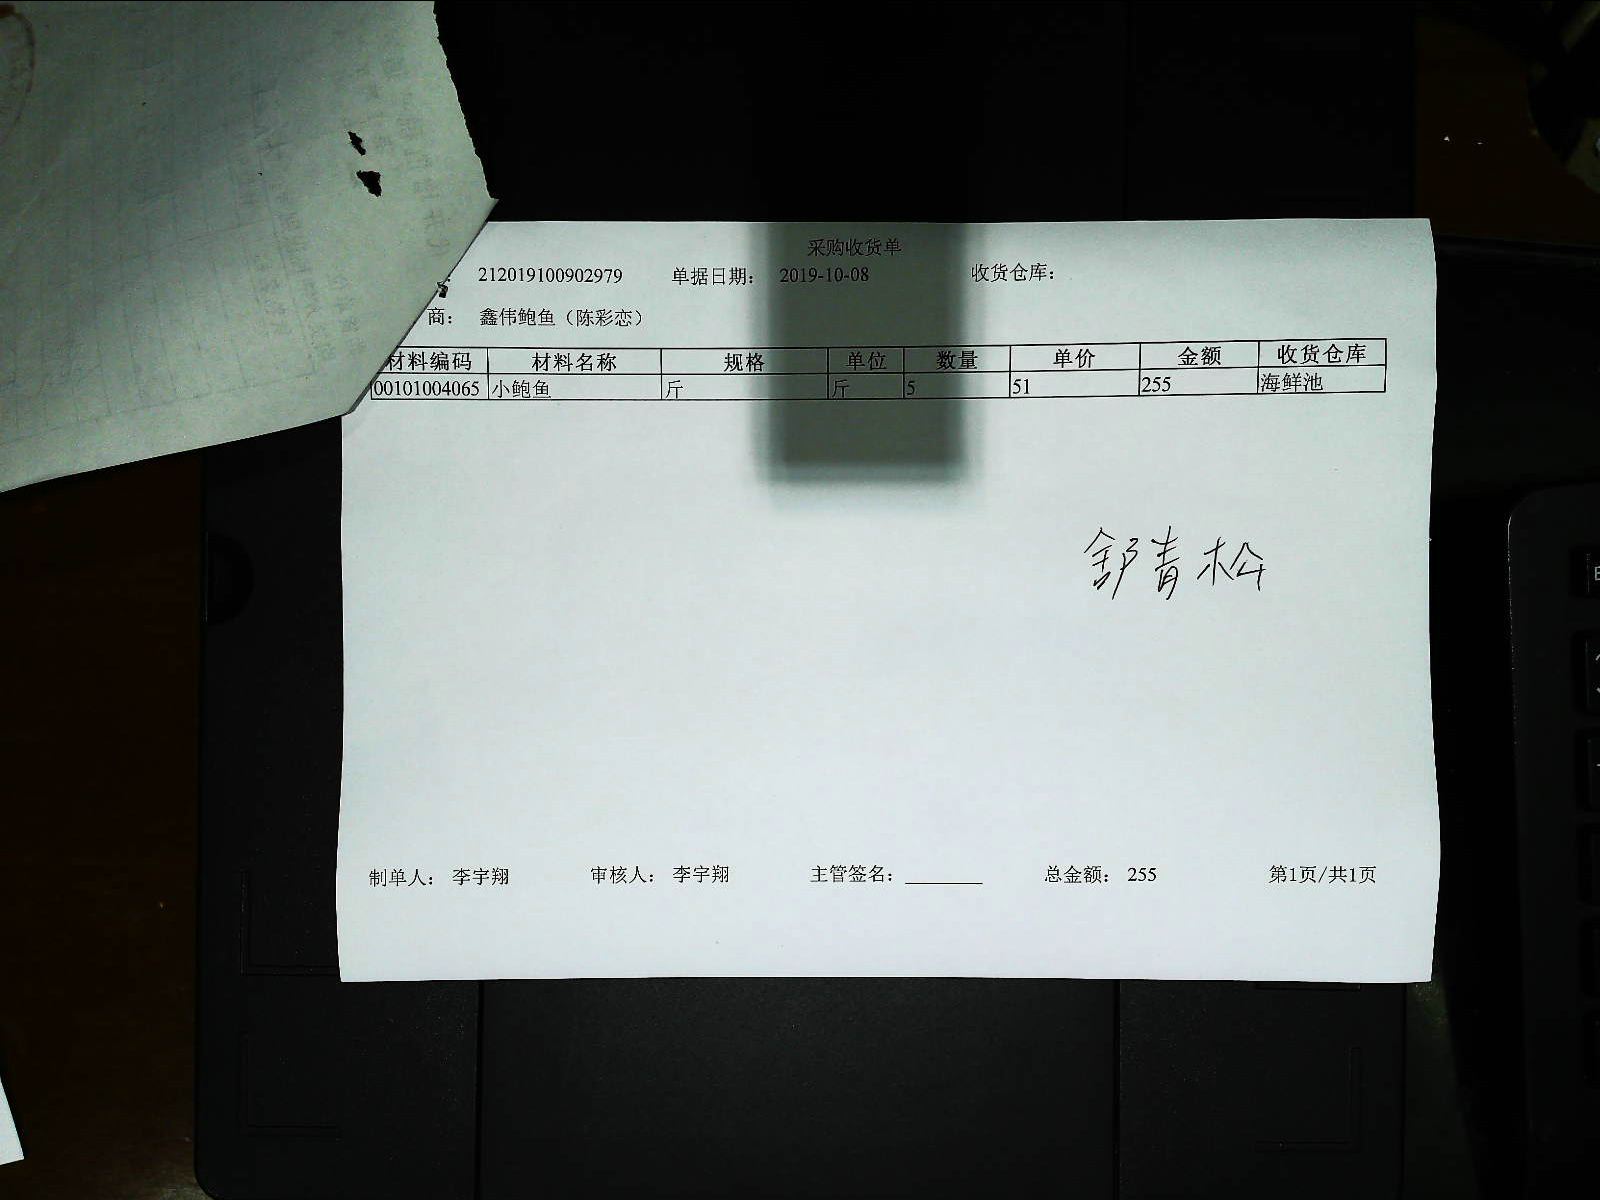 采购收货单
: 212019100902979 单据日期: 2019-10-08 收货仓库:
商: 鑫伟鲍鱼（陈彩恋）
材料编码 材料名称 规格 单位 数量 单价 金额 收货仓库
00101004065 小鲍鱼 斤 斤 5 51 255 海鲜池
舒青松
制单人: 李宇翔 审核人: 李宇翔 主管签名: 总金额: 255 第1页/共1页